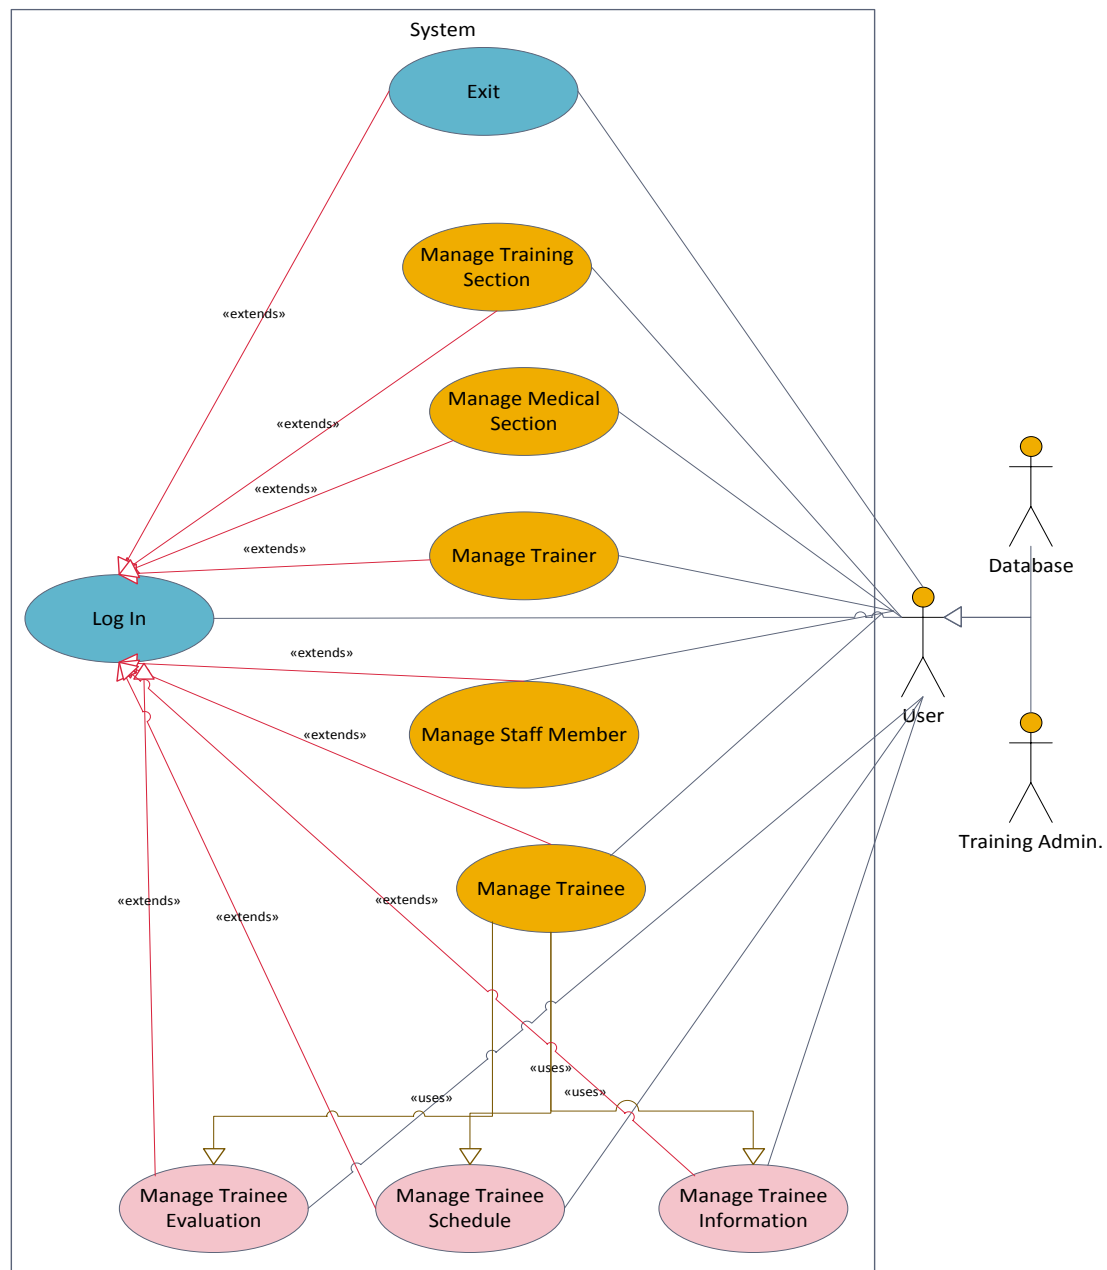 System
Exit
Manage Training
Section
«extends»
Manage Medical
Section
«extends»
«extends»
Manage Trainer
«extends»
Database
Log In
«extends»
User
Manage Staff Member
«extends»
Training Admin.
Manage Trainee
«extends»
«extends»
«extends»
«uses»
«uses»
«uses»
Manage Trainee
Evaluation
Manage Trainee
Schedule
Manage Trainee
Information